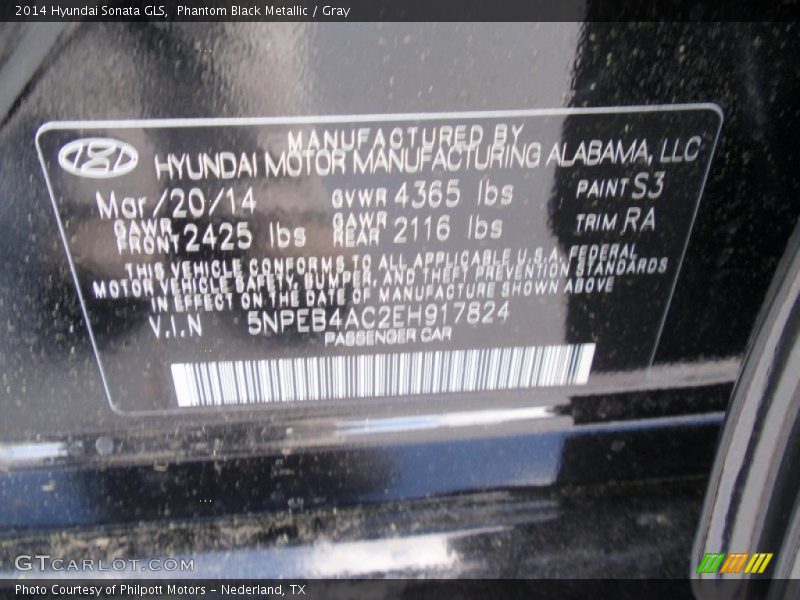 2014 Hyundai Sonata GLS, Phantom Black Metallic / Gray
MANUFACTURED BY
HYUNDAI MOTOR MANUFACTURING ALABAMA, LLC
Mar/20/14 GVWR 4365 lbs PAINT S3
GAWR FRONT 2425 lbs GAWR REAR 2116 lbs TRIM RA
THIS VEHICLE CONFORMS TO ALL APPLICABLE U.S.A. FEDERAL
MOTOR VEHICLE SAFETY, BUMPER, AND THEFT PREVENTION STANDARDS
IN EFFECT ON THE DATE OF MANUFACTURE SHOWN ABOVE
V.I.N 5NPEB4AC2EH917824
PASSENGER CAR
GTCARLOT.COM
Photo Courtesy of Philpott Motors – Nederland, TX